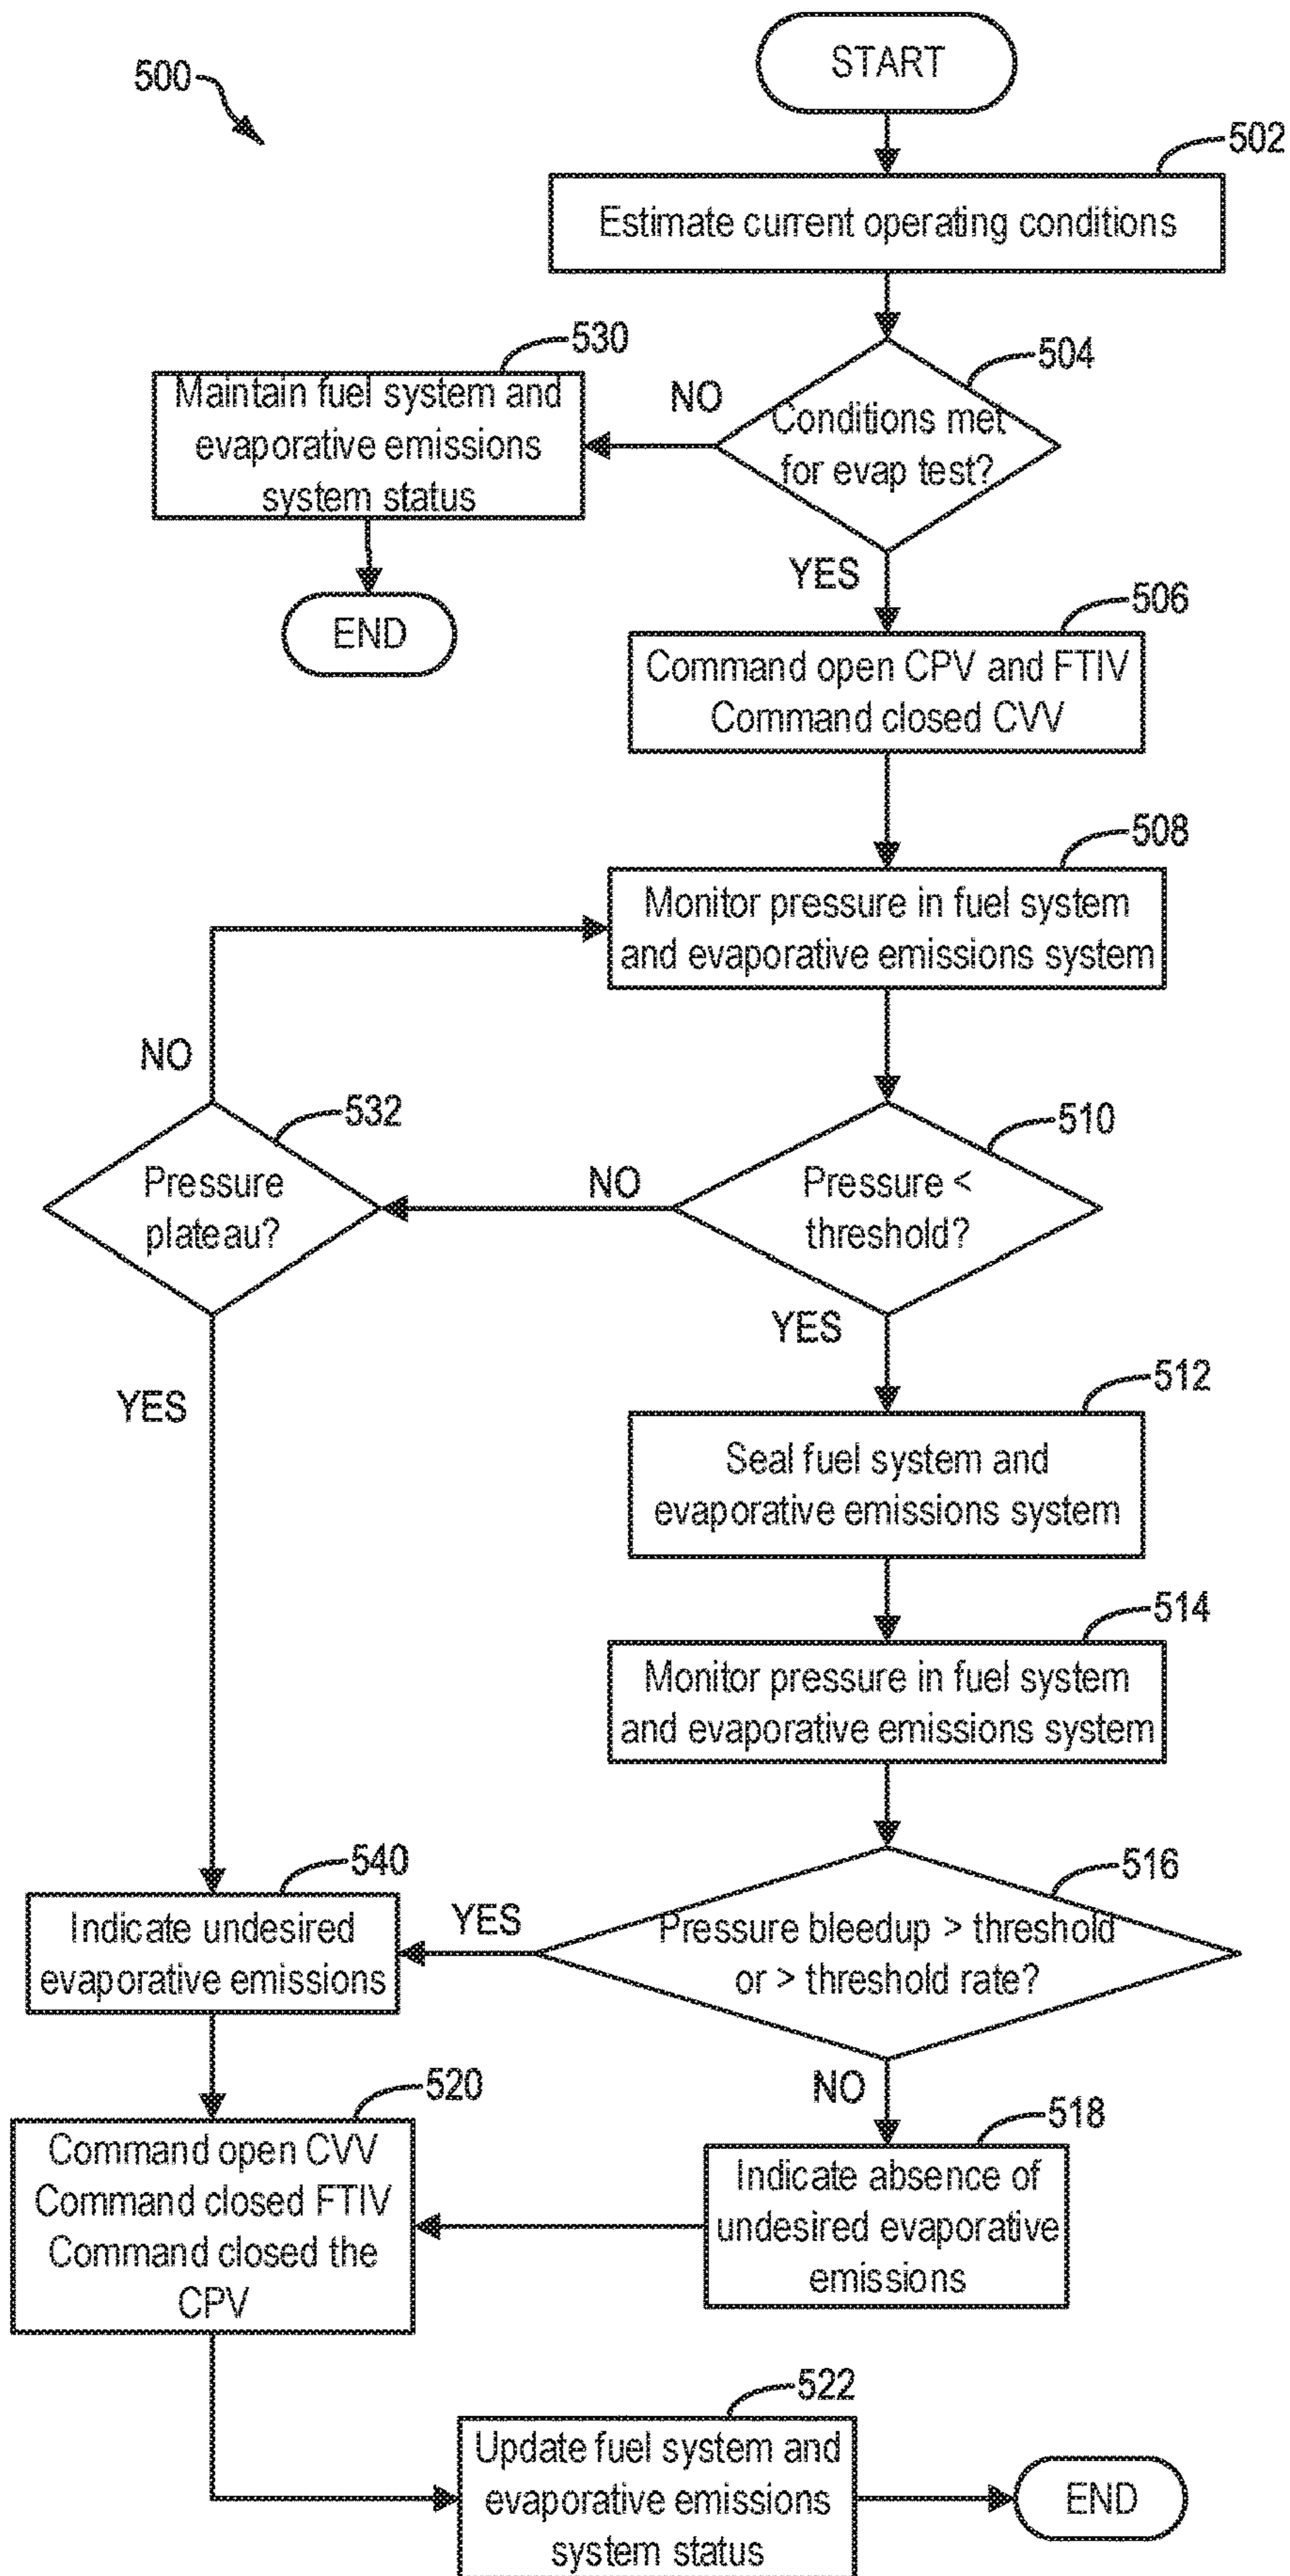 500
START
502
Estimate current operating conditions
504
Conditions met
for evap test?
NO
530
Maintain fuel system and
evaporative emissions
system status
END
YES
506
Command open CPV and FTIV
Command closed CVV
508
Monitor pressure in fuel system
and evaporative emissions system
NO
532
Pressure
plateau?
NO
510
Pressure <
threshold?
YES
YES
512
Seal fuel system and
evaporative emissions system
514
Monitor pressure in fuel system
and evaporative emissions system
540
Indicate undesired
evaporative emissions
YES
516
Pressure bleedup > threshold
or > threshold rate?
NO
520
Command open CVV
Command closed FTIV
Command closed the
CPV
518
Indicate absence of
undesired evaporative
emissions
522
Update fuel system and
evaporative emissions
system status
END